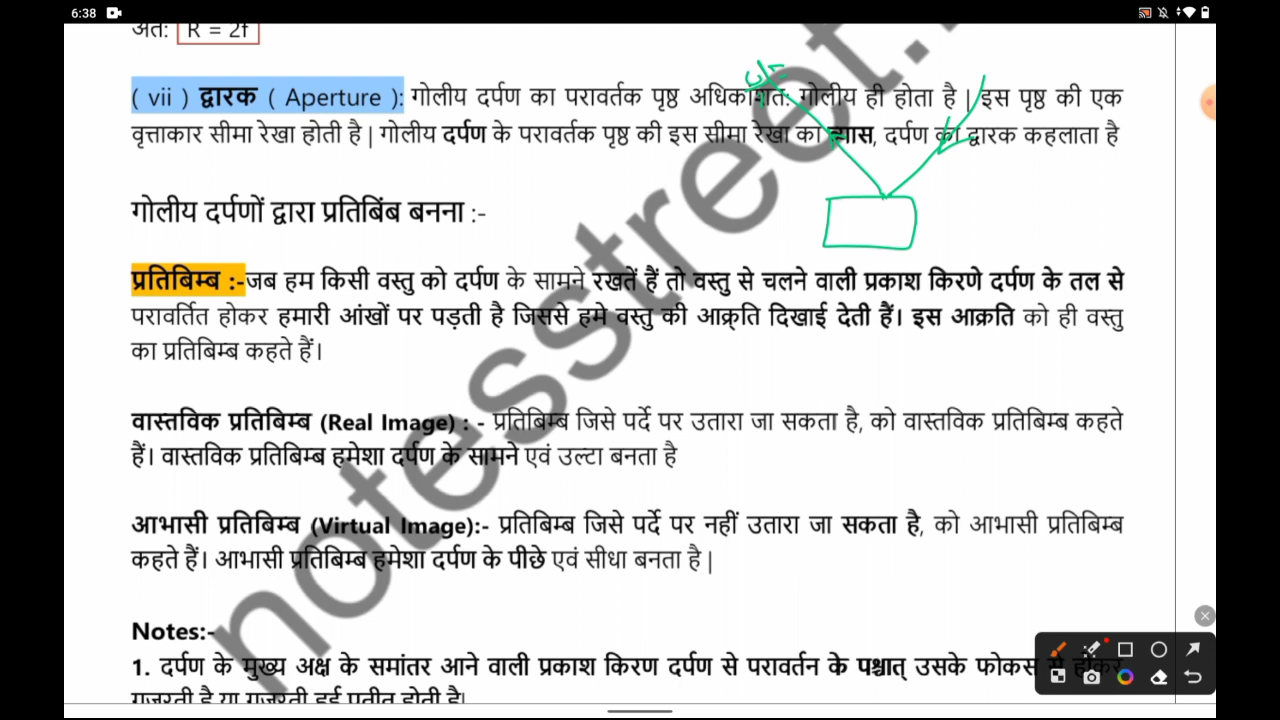 6:38
अतः R = 2f
( vii ) द्वारक ( Aperture ): गोलीय दर्पण का परावर्तक पृष्ठ अधिकांशतः गोलीय ही होता है | इस पृष्ठ की एक
वृत्ताकार सीमा रेखा होती है | गोलीय दर्पण के परावर्तक पृष्ठ की इस सीमा रेखा का व्यास, दर्पण का द्वारक कहलाता है
गोलीय दर्पणों द्वारा प्रतिबिंब बनना :-
प्रतिबिम्ब :-जब हम किसी वस्तु को दर्पण के सामने रखतें हैं तो वस्तु से चलने वाली प्रकाश किरणे दर्पण के तल से
परावर्तित होकर हमारी आंखों पर पड़ती है जिससे हमे वस्तु की आक्रृति दिखाई देती हैं। इस आक्रति को ही वस्तु
का प्रतिबिम्ब कहते हैं।
वास्तविक प्रतिबिम्ब (Real Image) : - प्रतिबिम्ब जिसे पर्दे पर उतारा जा सकता है, को वास्तविक प्रतिबिम्ब कहते
हैं। वास्तविक प्रतिबिम्ब हमेशा दर्पण के सामने एवं उल्टा बनता है
आभासी प्रतिबिम्ब (Virtual Image):- प्रतिबिम्ब जिसे पर्दे पर नहीं उतारा जा सकता है, को आभासी प्रतिबिम्ब
कहते हैं। आभासी प्रतिबिम्ब हमेशा दर्पण के पीछे एवं सीधा बनता है |
Notes:-
1. दर्पण के मुख्य अक्ष के समांतर आने वाली प्रकाश किरण दर्पण से परावर्तन के पश्चात् उसके फोकस से होकर
गुजरती है या गुजरती हुई प्रतीत होती है।
notesstreet.